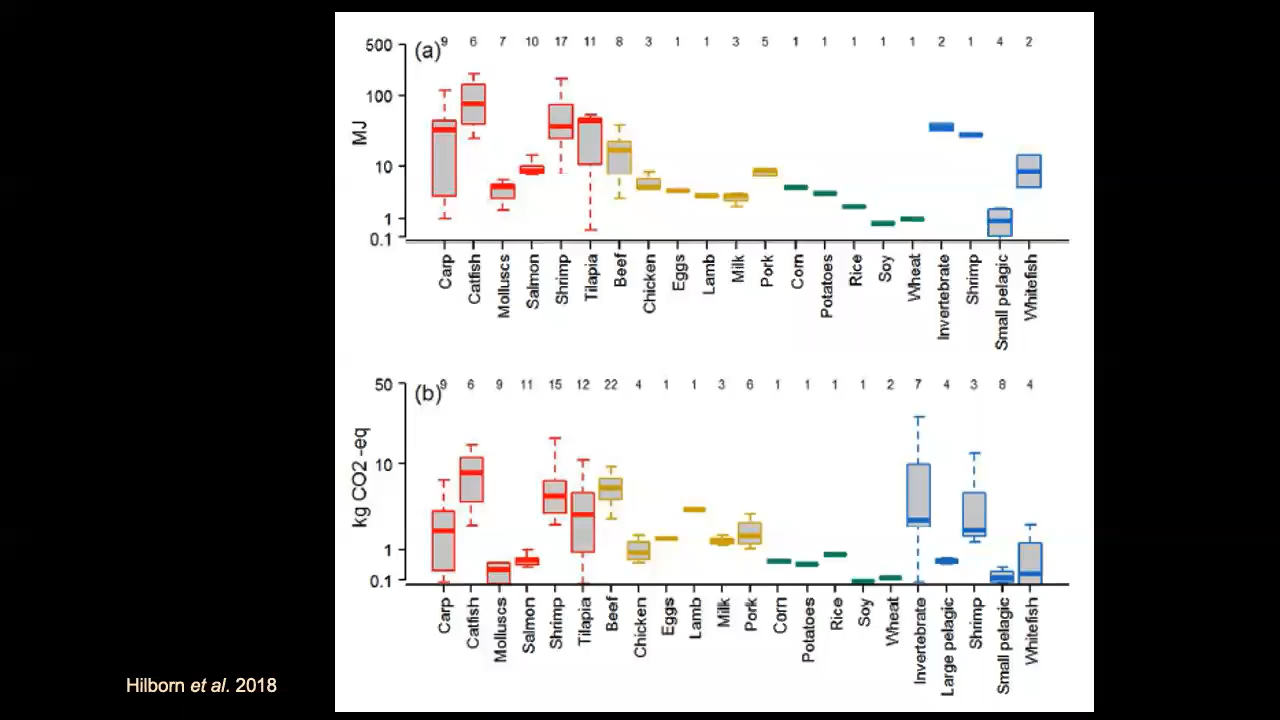 (a) 9 6 7 10 17 11 8 3 1 1 3 5 1 1 1 1 1 2 1 4 2
500
100
10
1
0.1
MJ
Carp Catfish Molluscs Salmon Shrimp Tilapia Beef Chicken Eggs Lamb Milk Pork Corn Potatoes Rice Soy Wheat Invertebrate Shrimp Small pelagic Whitefish
(b) 9 6 9 11 15 12 22 4 1 1 3 6 1 1 1 1 2 7 4 3 8 4
50
10
1
0.1
kg CO2 -eq
Carp Catfish Molluscs Salmon Shrimp Tilapia Beef Chicken Eggs Lamb Milk Pork Corn Potatoes Rice Soy Wheat Invertebrate Large pelagic Shrimp Small pelagic Whitefish
Hilborn et al. 2018